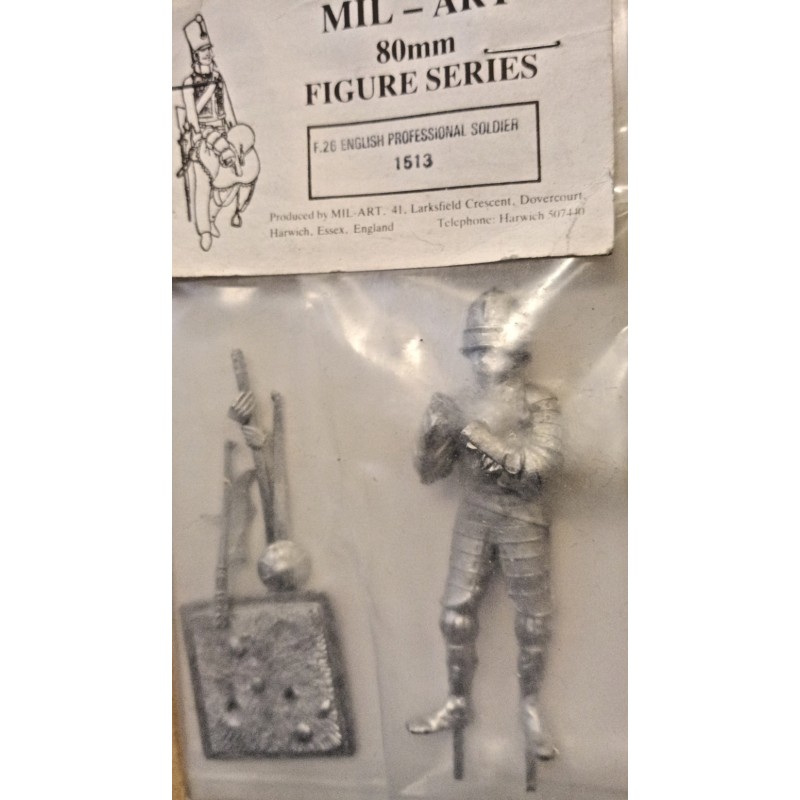 MIL – ART
80mm
FIGURE SERIES
F.26 ENGLISH PROFESSIONAL SOLDIER
1513
Produced by MIL-ART, 41, Larksfield Crescent, Dovercourt,
Harwich, Essex, England Telephone: Harwich 507440